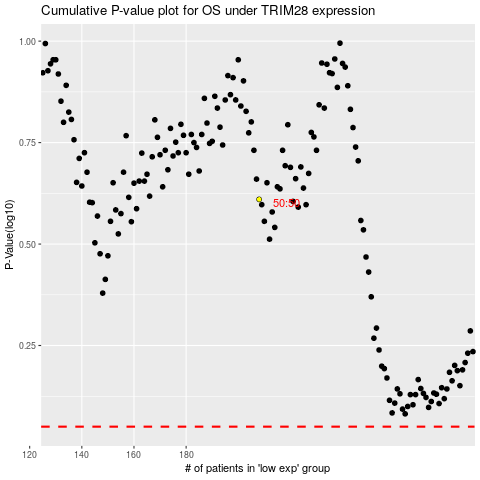 Cumulative P-value plot for OS under TRIM28 expression
P-Value(log10)
1.00
0.75
0.50
0.25
50:50
120 140 160 180
# of patients in 'low exp' group